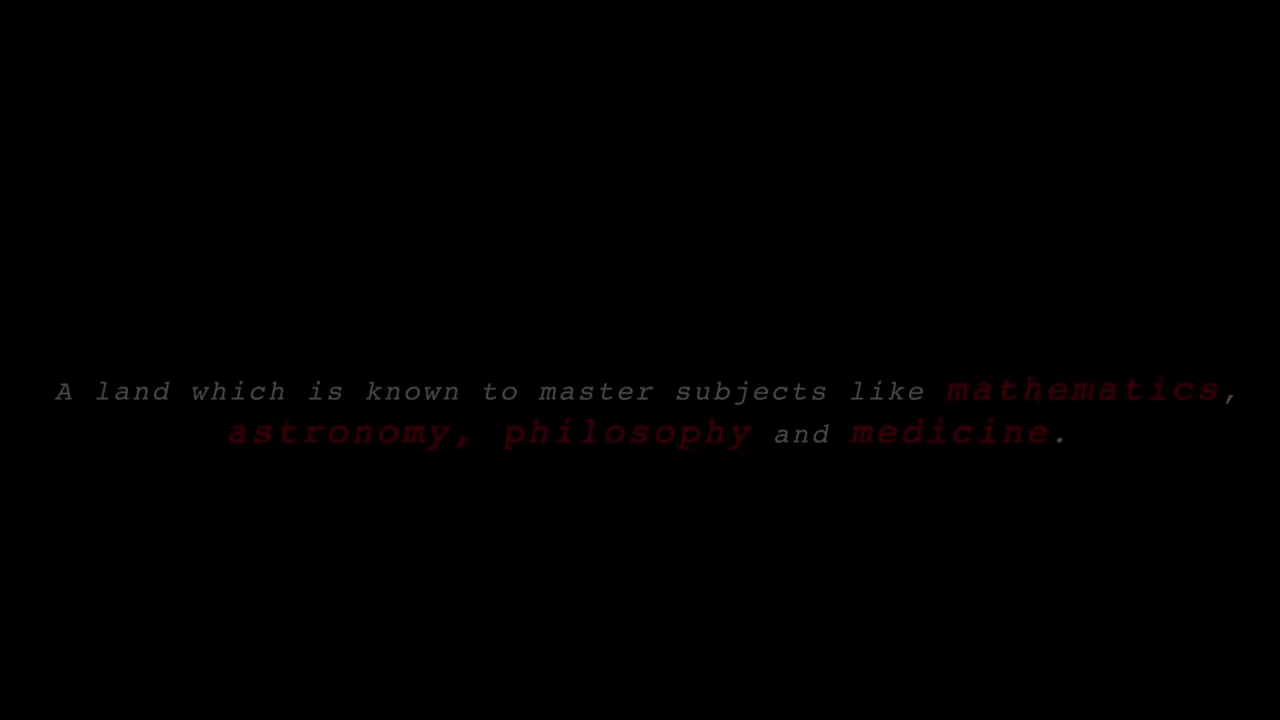 A land which is known to master subjects like mathematics,
astronomy, philosophy and medicine.